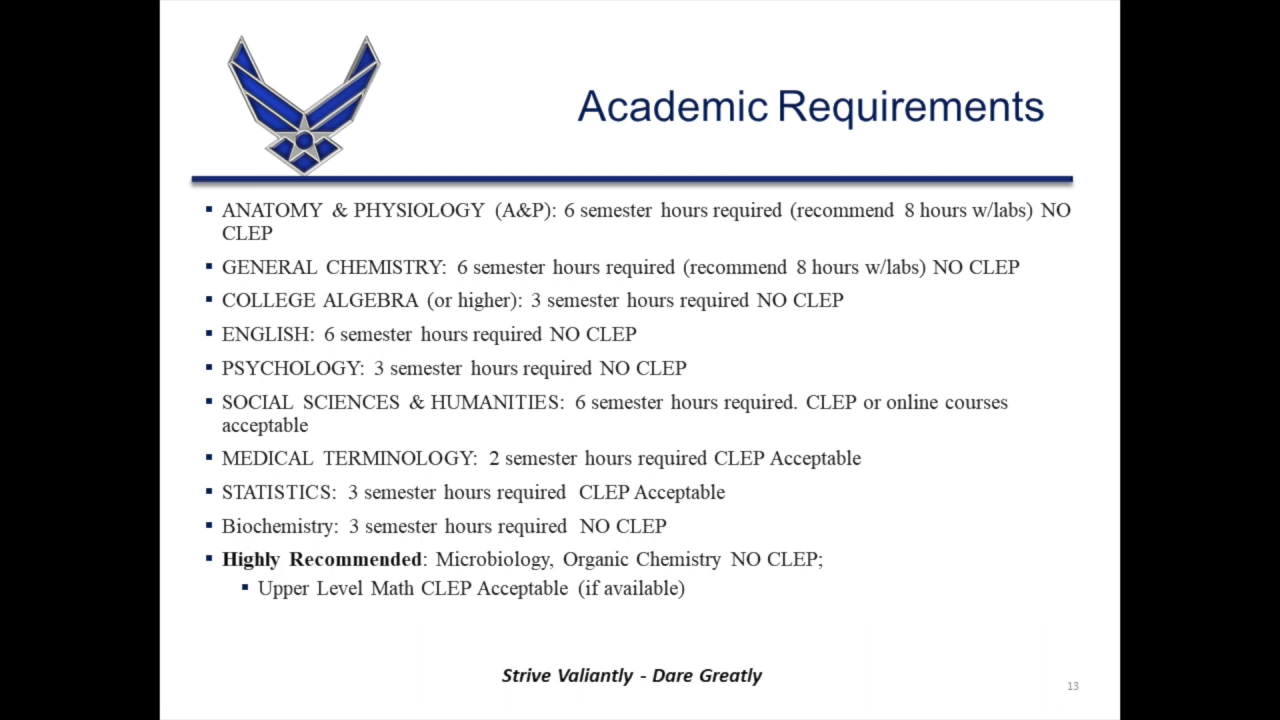 Academic Requirements
▪ ANATOMY & PHYSIOLOGY (A&P): 6 semester hours required (recommend 8 hours w/labs) NO
CLEP
▪ GENERAL CHEMISTRY: 6 semester hours required (recommend 8 hours w/labs) NO CLEP
▪ COLLEGE ALGEBRA (or higher): 3 semester hours required NO CLEP
▪ ENGLISH: 6 semester hours required NO CLEP
▪ PSYCHOLOGY: 3 semester hours required NO CLEP
▪ SOCIAL SCIENCES & HUMANITIES: 6 semester hours required. CLEP or online courses
acceptable
▪ MEDICAL TERMINOLOGY: 2 semester hours required CLEP Acceptable
▪ STATISTICS: 3 semester hours required CLEP Acceptable
▪ Biochemistry: 3 semester hours required NO CLEP
▪ Highly Recommended: Microbiology, Organic Chemistry NO CLEP;
▪ Upper Level Math CLEP Acceptable (if available)
Strive Valiantly - Dare Greatly
13